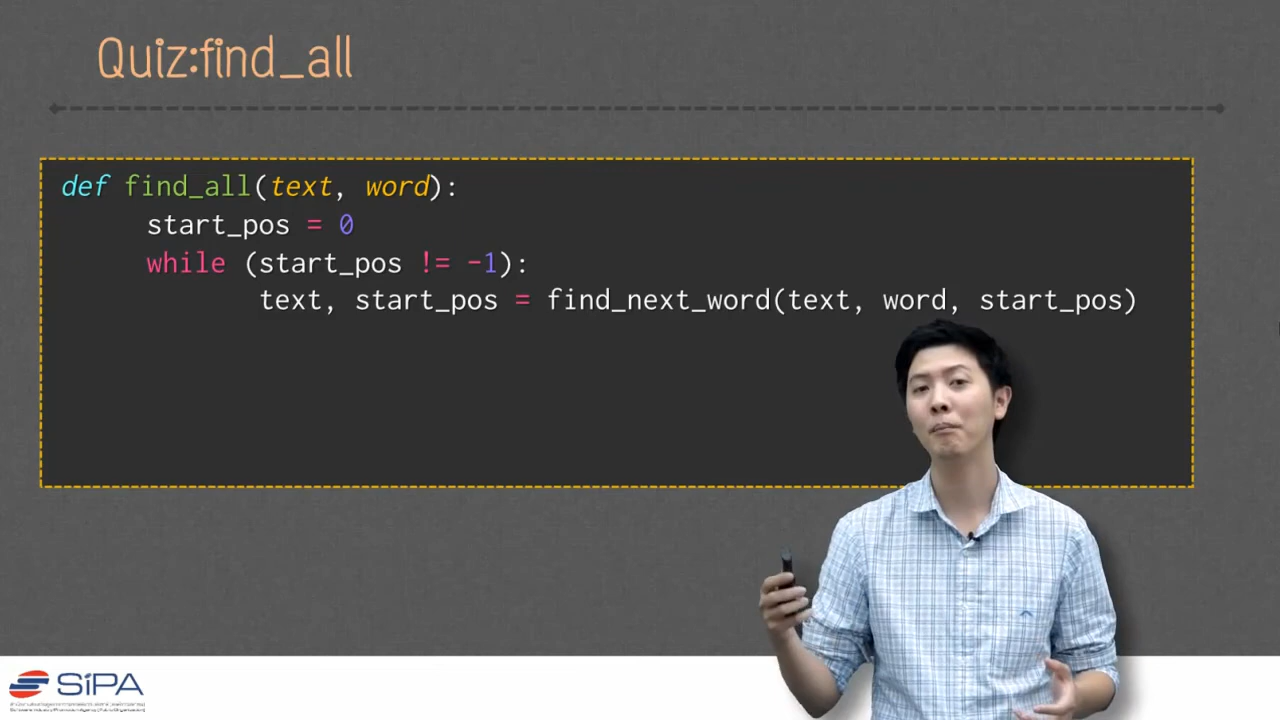 Quiz:find_all
def find_all(text, word):
start_pos = 0
while (start_pos != -1):
text, start_pos = find_next_word(text, word, start_pos)
SiPA